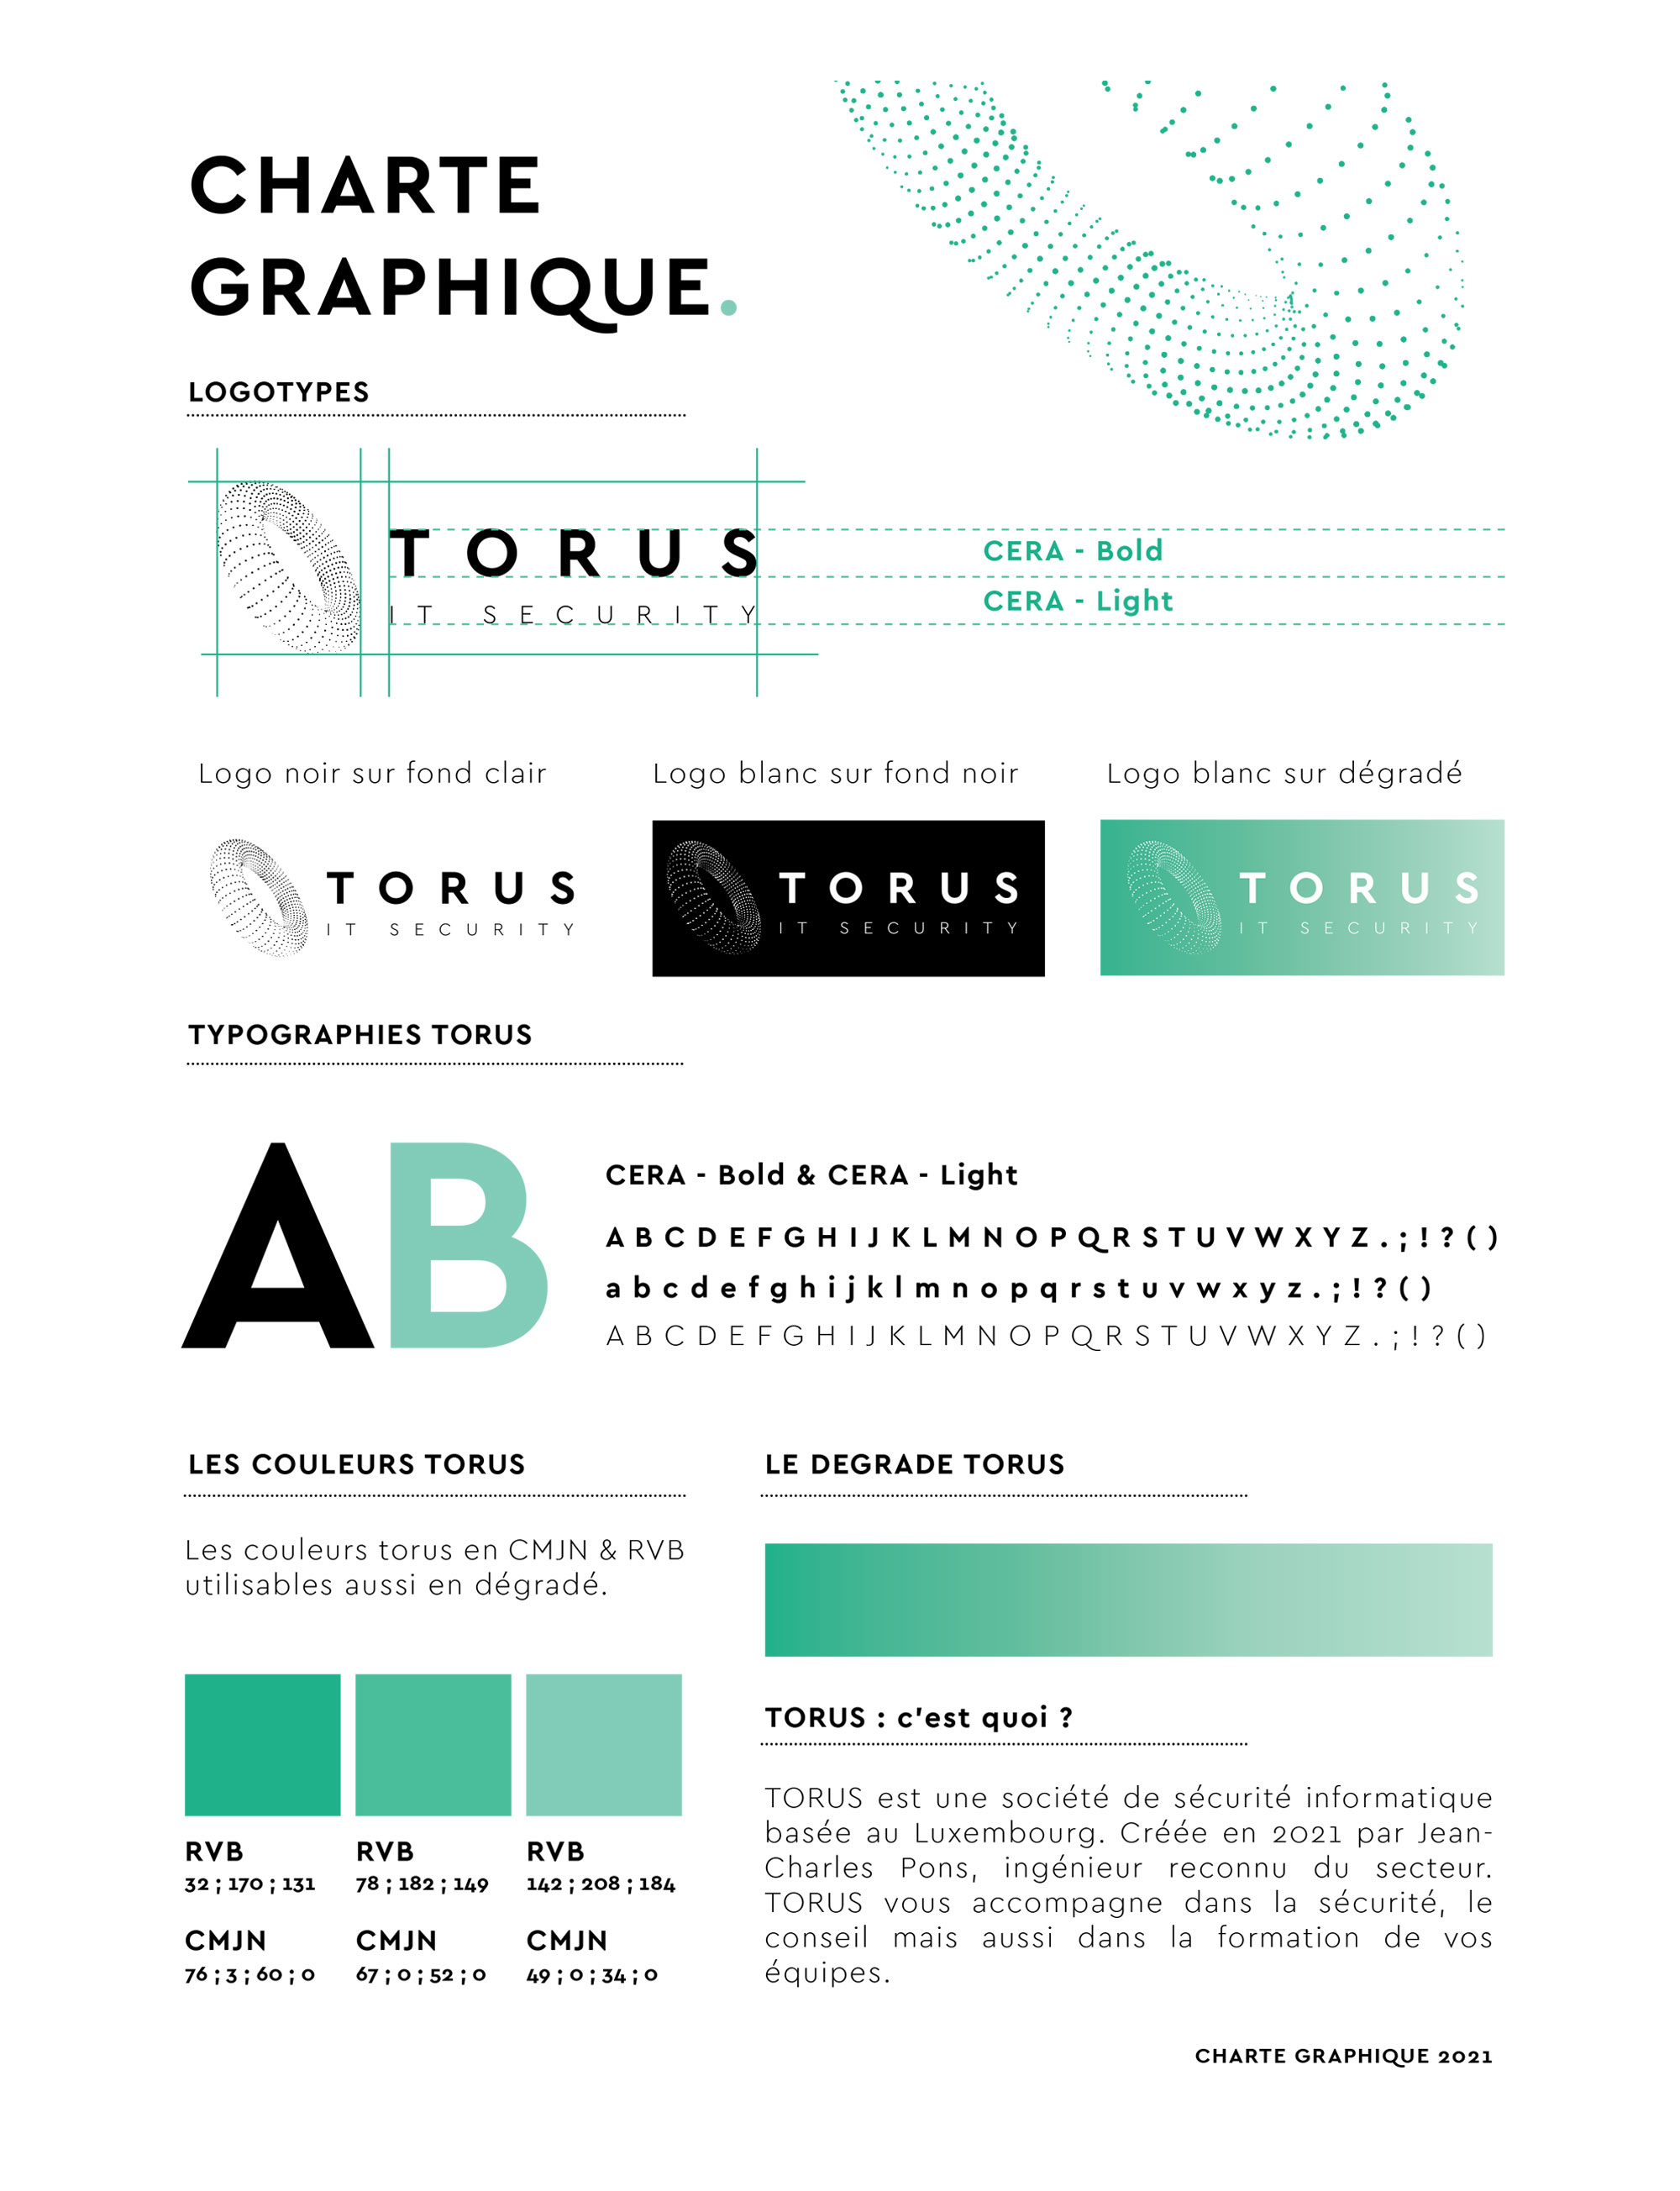 CHARTE
GRAPHIQUE.
LOGOTYPES
TORUS
IT SECURITY
CERA - Bold
CERA - Light
Logo noir sur fond clair
Logo blanc sur fond noir
Logo blanc sur dégradé
TORUS
IT SECURITY
TORUS
IT SECURITY
TORUS
IT SECURITY
TYPOGRAPHIES TORUS
AB
CERA - Bold & CERA - Light
A B C D E F G H I J K L M N O P Q R S T U V W X Y Z . ; ! ? ( )
a b c d e f g h i j k l m n o p q r s t u v w x y z . ; ! ? ( )
A B C D E F G H I J K L M N O P Q R S T U V W X Y Z . ; ! ? ( )
LES COULEURS TORUS
Les couleurs torus en CMJN & RVB
utilisables aussi en dégradé.
RVB
32 ; 170 ; 131
CMJN
76 ; 3 ; 60 ; 0
RVB
78 ; 182 ; 149
CMJN
67 ; 0 ; 52 ; 0
RVB
142 ; 208 ; 184
CMJN
49 ; 0 ; 34 ; 0
LE DEGRADE TORUS
TORUS : c'est quoi ?
TORUS est une société de sécurité informatique
basée au Luxembourg. Créée en 2021 par Jean-
Charles Pons, ingénieur reconnu du secteur.
TORUS vous accompagne dans la sécurité, le
conseil mais aussi dans la formation de vos
équipes.
CHARTE GRAPHIQUE 2021